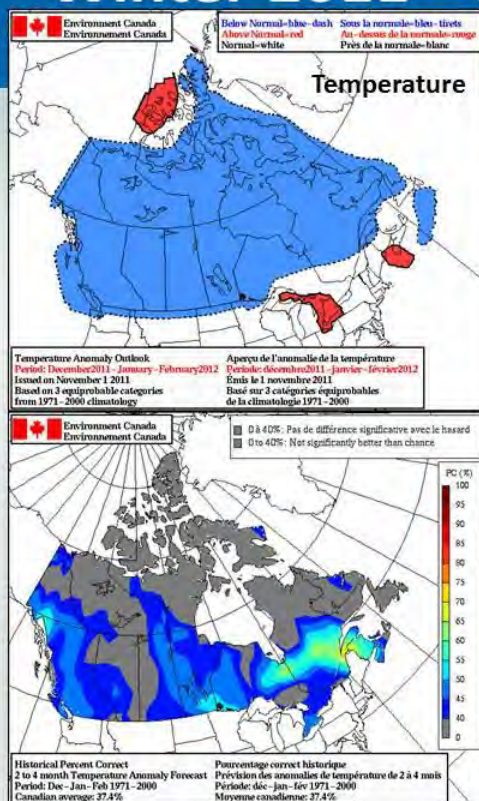 Environment Canada
Environnement Canada
Below Normal=blue-dash Sous la normale=bleu-tirets
Above Normal=red Au-dessus de la normale=rouge
Normal=white Près de la normale=blanc
Temperature
Temperature Anomaly Outlook
Period: December2011-January-February2012
Issued on November 1 2011
Based on 3 equiprobable categories
from 1971-2000 climatology
Aperçu de l'anomalie de la température
Période: décembre2011-janvier-février2012
Émis le 1 novembre 2011
Basé sur 3 catégories équiprobables
de la climatologie 1971-2000
Environment Canada
Environnement Canada
0 à 40%: Pas de différence significative avec le hasard
0 to 40%: Not significantly better than chance
PC (%)
100
95
90
85
80
75
70
65
60
55
50
45
40
0
Historical Percent Correct
2 to 4 month Temperature Anomaly Forecast
Period: Dec-Jan-Feb 1971-2000
Canadian average: 37.4%
Pourcentage correct historique
Prévision des anomalies de température de 2 à 4 mois
Période: déc-jan-fév 1971-2000
Moyenne canadienne: 37.4%